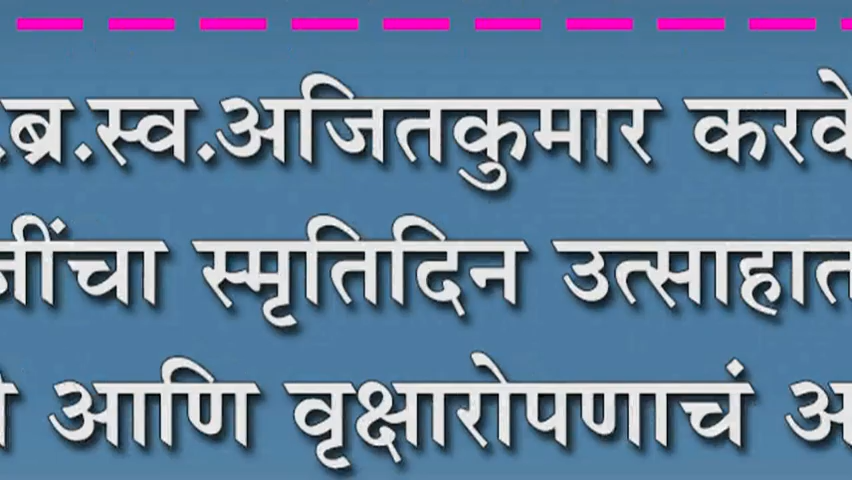 .ब्र.स्व.अजितकुमार करवे
जींचा स्मृतिदिन उत्साहात
आणि वृक्षारोपणाचं